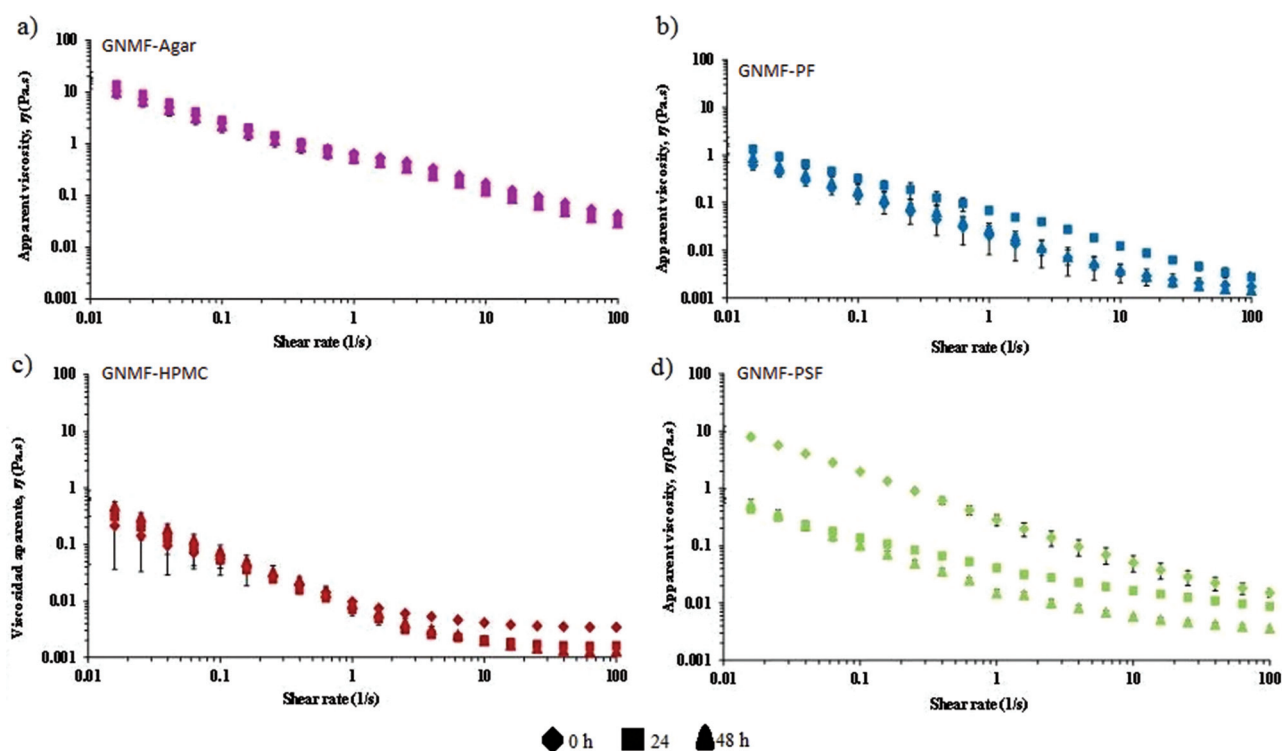 a)
GNMF-Agar
Apparent viscosity, η (Pa.s)
100
10
1
0.1
0.01
0.001
0.01 0.1 1 10 100
Shear rate (1/s)
b)
GNMF-PF
Apparent viscosity, η (Pa.s)
100
10
1
0.1
0.01
0.001
0.01 0.1 1 10 100
Shear rate (1/s)
c)
GNMF-HPMC
Viscosidad aparente, η (Pa.s)
100
10
1
0.1
0.01
0.001
0.01 0.1 1 10 100
Shear rate (1/s)
d)
GNMF-PSF
Apparent viscosity, η (Pa.s)
100
10
1
0.1
0.01
0.001
0.01 0.1 1 10 100
Shear rate (1/s)
0 h 24 48 h